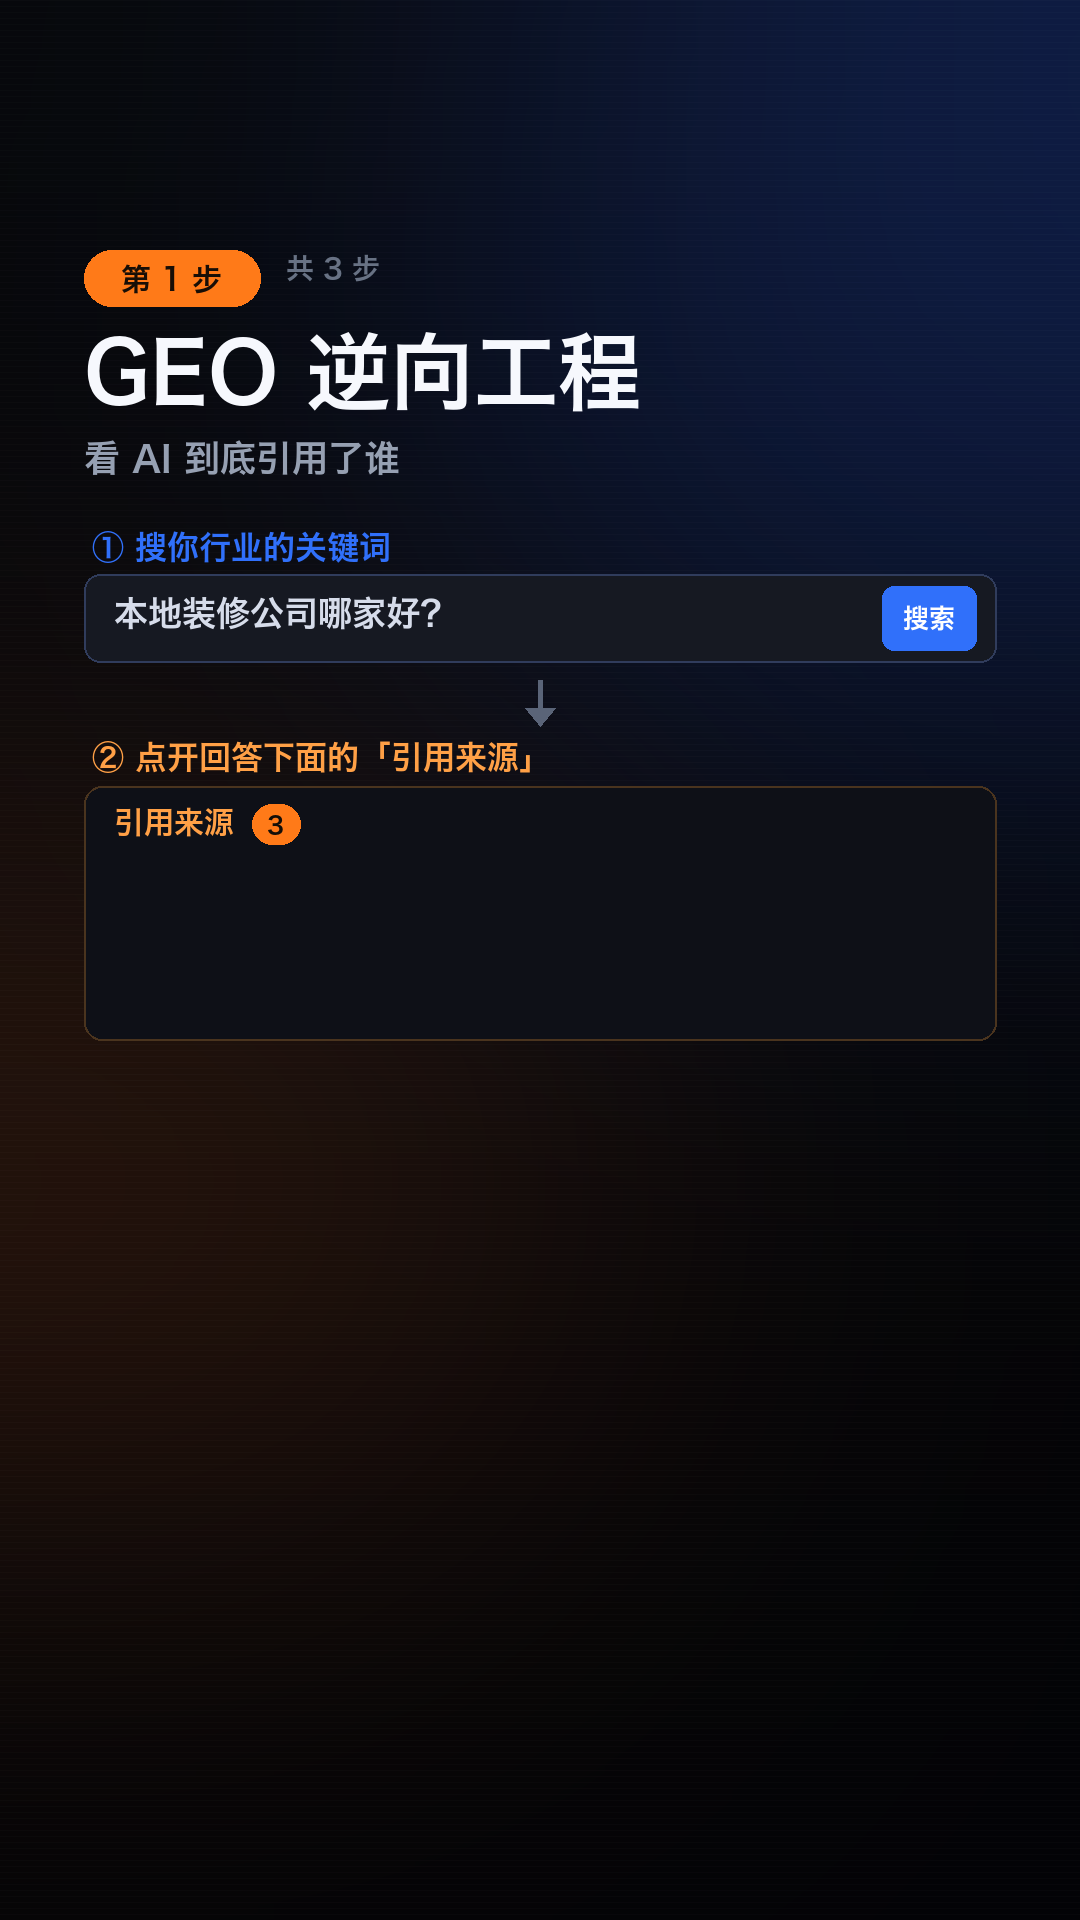 第 1 步 共 3 步
GEO 逆向工程
看 AI 到底引用了谁
① 搜你行业的关键词
本地装修公司哪家好? 搜索
② 点开回答下面的「引用来源」
引用来源 3